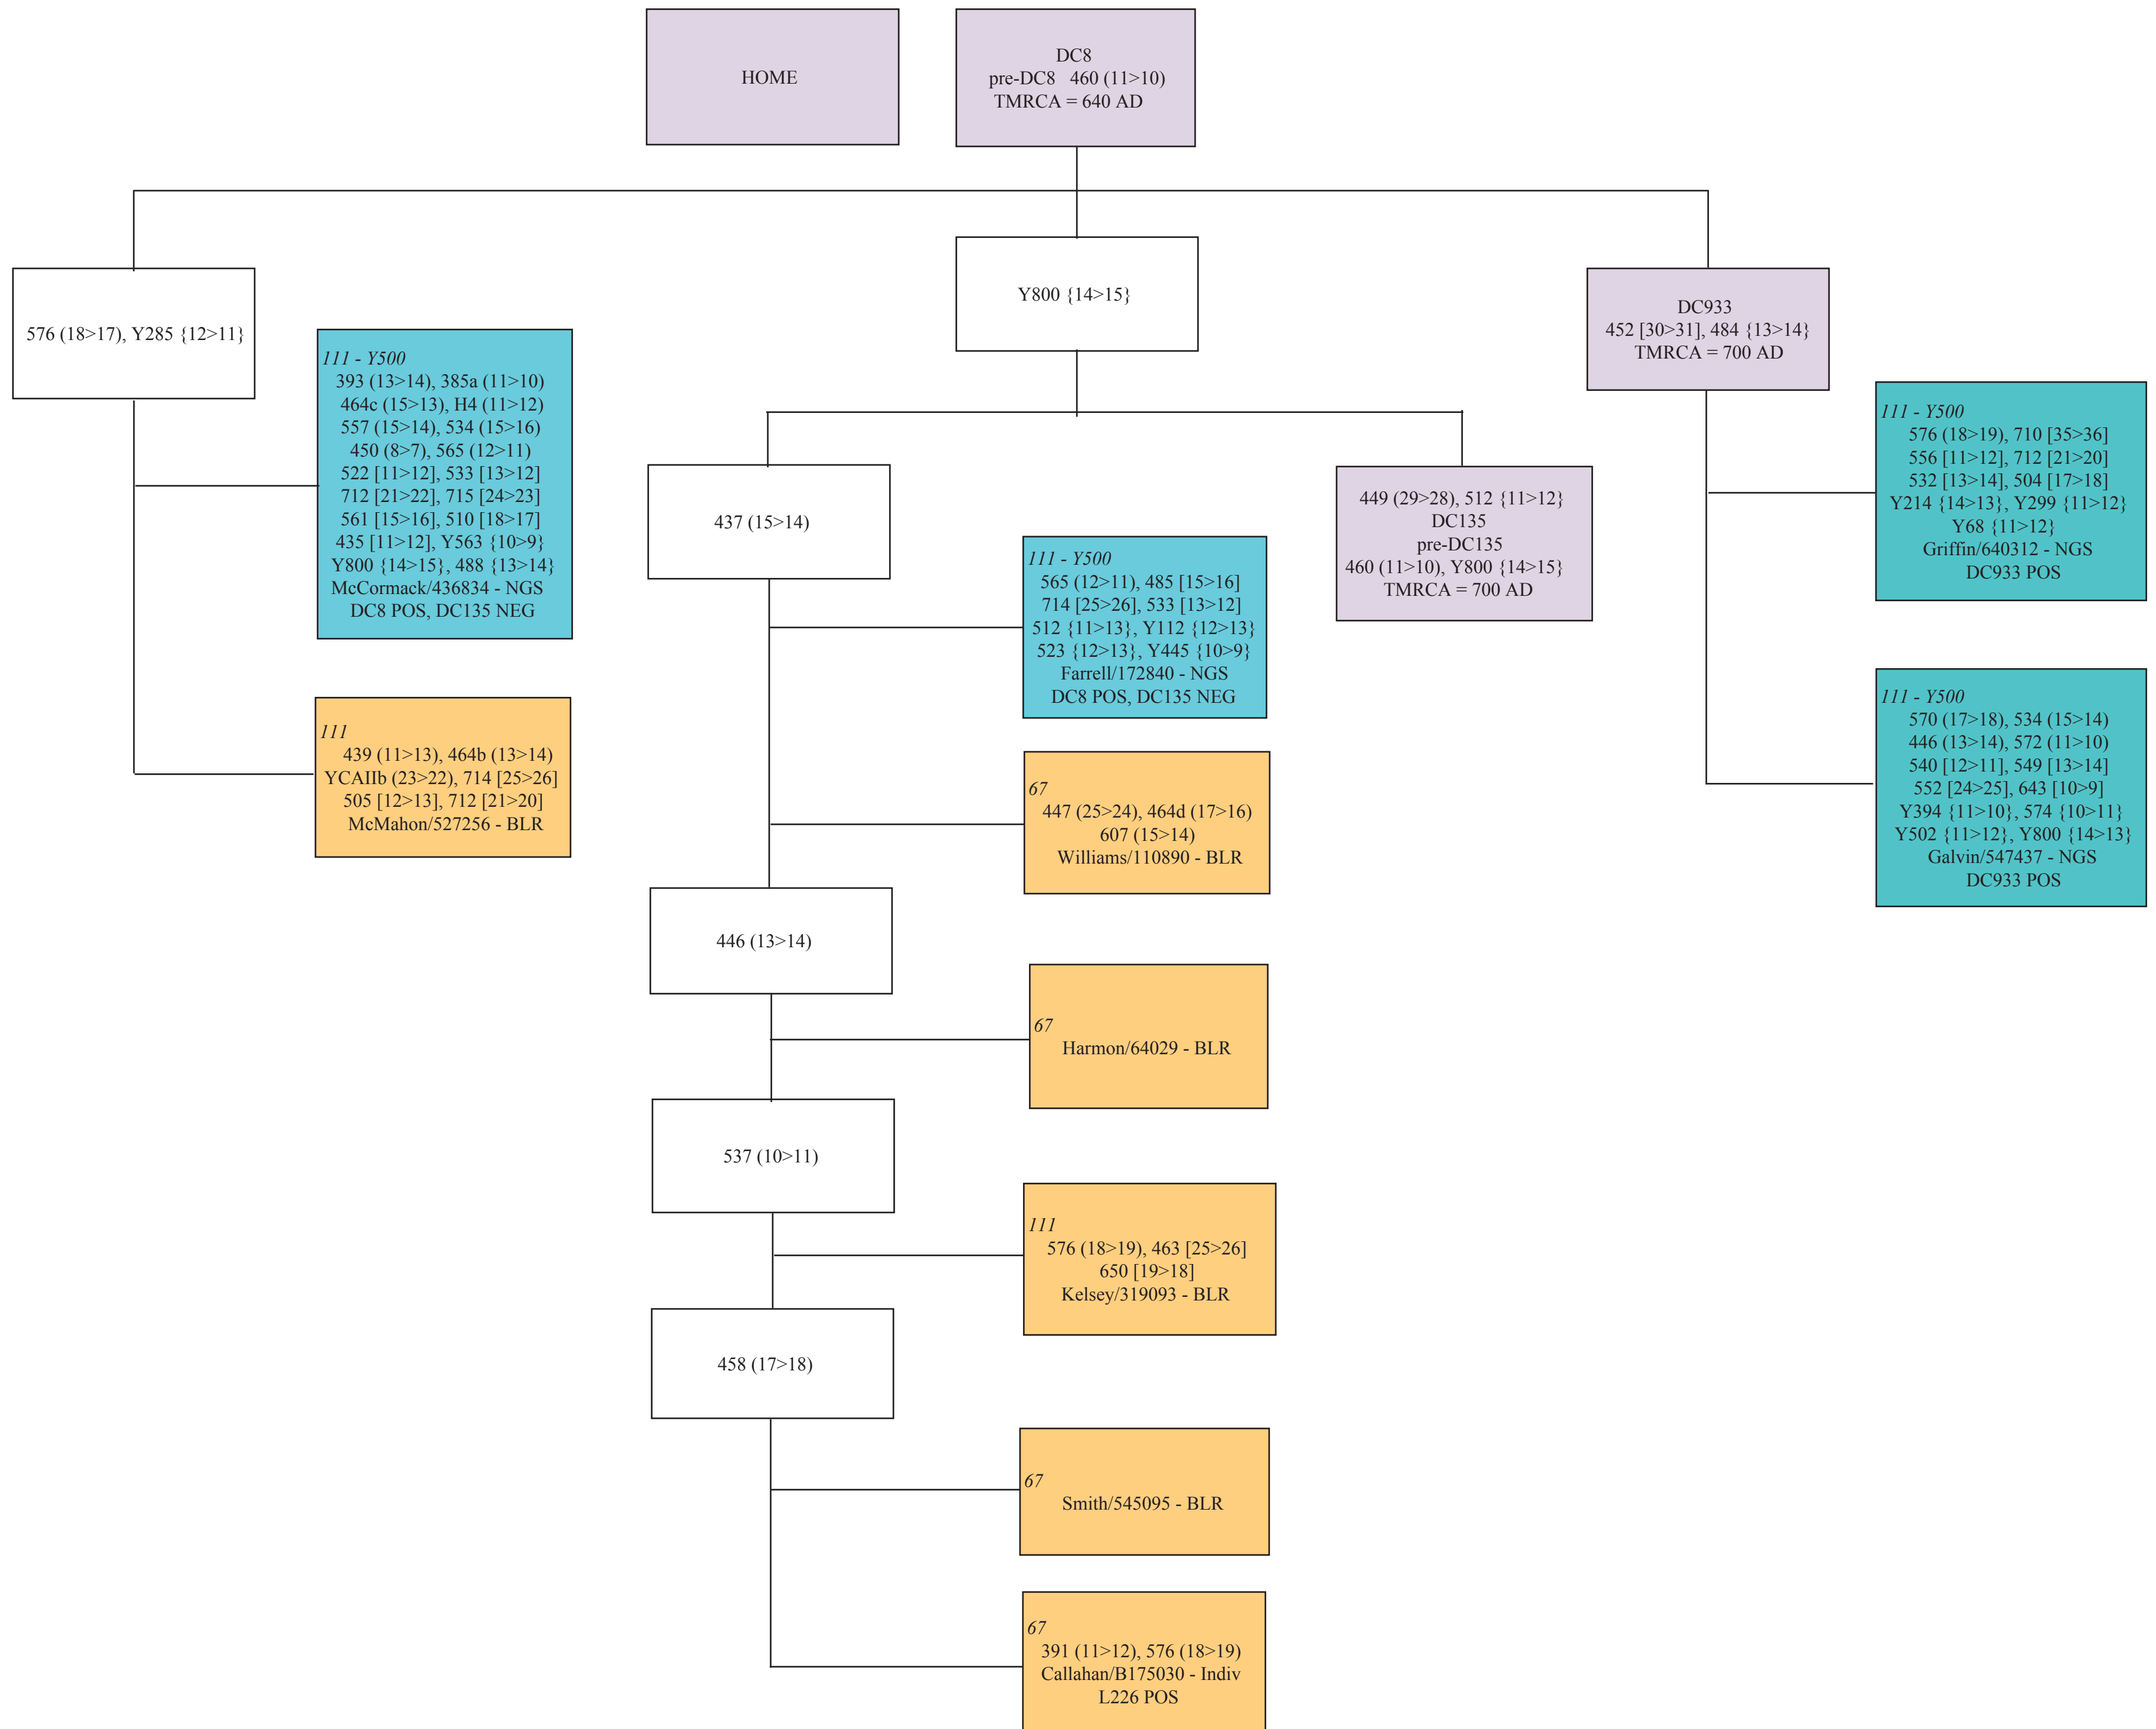 HOME
DC8
pre-DC8 460 (11>10)
TMRCA = 640 AD
576 (18>17), Y285 {12>11}
Y800 {14>15}
DC933
452 [30>31], 484 {13>14}
TMRCA = 700 AD
111 - Y500
393 (13>14), 385a (11>10)
464c (15>13), H4 (11>12)
557 (15>14), 534 (15>16)
450 (8>7), 565 (12>11)
522 [11>12], 533 [13>12]
712 [21>22], 715 [24>23]
561 [15>16], 510 [18>17]
435 [11>12], Y563 {10>9}
Y800 {14>15}, 488 {13>14}
McCormack/436834 - NGS
DC8 POS, DC135 NEG
111 - Y500
576 (18>19), 710 [35>36]
556 [11>12], 712 [21>20]
532 [13>14], 504 [17>18]
Y214 {14>13}, Y299 {11>12}
Y68 {11>12}
Griffin/640312 - NGS
DC933 POS
437 (15>14)
449 (29>28), 512 {11>12}
DC135
pre-DC135
460 (11>10), Y800 {14>15}
TMRCA = 700 AD
111 - Y500
565 (12>11), 485 [15>16]
714 [25>26], 533 [13>12]
512 {11>13}, Y112 {12>13}
523 {12>13}, Y445 {10>9}
Farrell/172840 - NGS
DC8 POS, DC135 NEG
111
439 (11>13), 464b (13>14)
YCAIIb (23>22), 714 [25>26]
505 [12>13], 712 [21>20]
McMahon/527256 - BLR
111 - Y500
570 (17>18), 534 (15>14)
446 (13>14), 572 (11>10)
540 [12>11], 549 [13>14]
552 [24>25], 643 [10>9]
Y394 {11>10}, 574 {10>11}
Y502 {11>12}, Y800 {14>13}
Galvin/547437 - NGS
DC933 POS
67
447 (25>24), 464d (17>16)
607 (15>14)
Williams/110890 - BLR
446 (13>14)
67
Harmon/64029 - BLR
537 (10>11)
111
576 (18>19), 463 [25>26]
650 [19>18]
Kelsey/319093 - BLR
458 (17>18)
67
Smith/545095 - BLR
67
391 (11>12), 576 (18>19)
Callahan/B175030 - Indiv
L226 POS